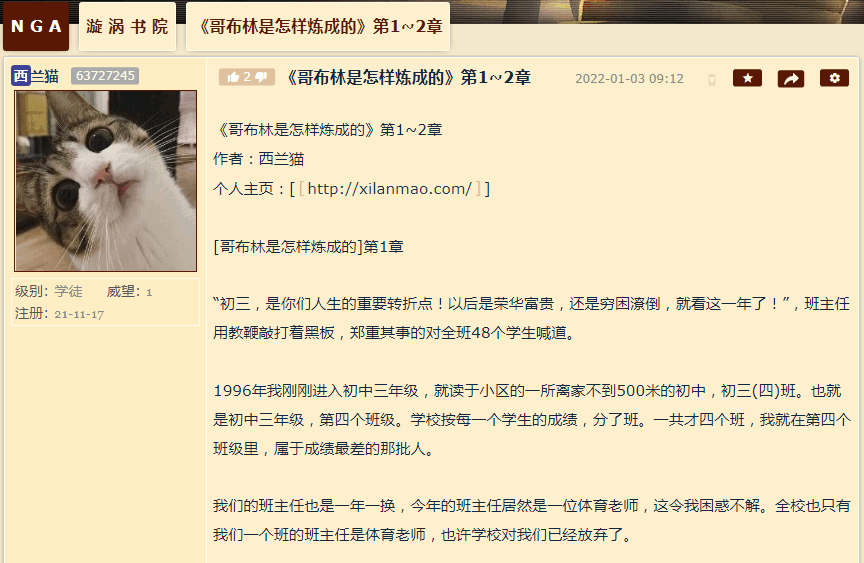 NGA
漩涡书院
《哥布林是怎样炼成的》第1~2章
西兰猫 63727245
2 《哥布林是怎样炼成的》第1~2章 2022-01-03 09:12
级别: 学徒 威望: 1
注册: 21-11-17
《哥布林是怎样炼成的》第1~2章
作者：西兰猫
个人主页：[ [ http://xilanmao.com/ ] ]
[哥布林是怎样炼成的]第1章
“初三，是你们人生的重要转折点！以后是荣华富贵，还是穷困潦倒，就看这一年了！”，班主任
用教鞭敲打着黑板，郑重其事的对全班48个学生喊道。
1996年我刚刚进入初中三年级，就读于小区的一所离家不到500米的初中，初三(四)班。也就
是初中三年级，第四个班级。学校按每一个学生的成绩，分了班。一共才四个班，我就在第四个
班级里，属于成绩最差的那批人。
我们的班主任也是一年一换，今年的班主任居然是一位体育老师，这令我困惑不解。全校也只有
我们一个班的班主任是体育老师，也许学校对我们已经放弃了。